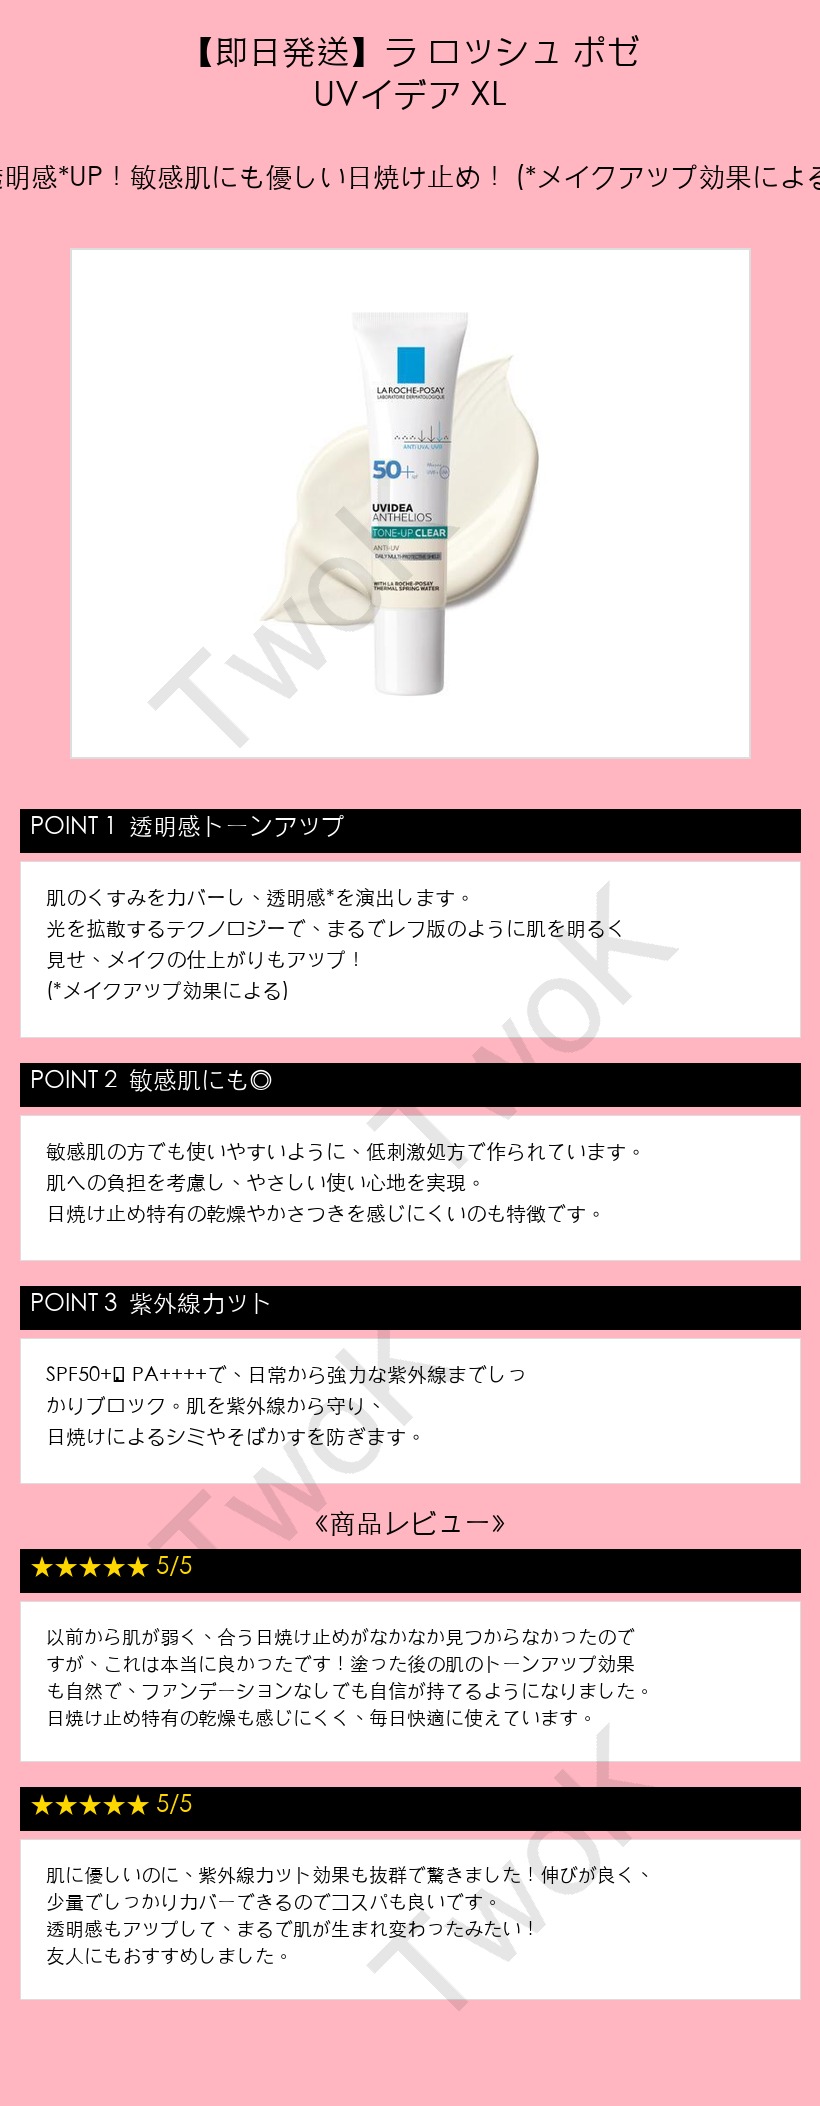 【即日発送】ラ ロッシュ ポゼ
UVイデア XL
明感*UP！敏感肌にも優しい日焼け止め！ (*メイクアップ効果による
LA ROCHE-POSAY
LABORATOIRE DERMATOLOGIQUE
ANTI UVA, UVB
50+
UVIDEA
ANTHELIOS
TONE-UP CLEAR
ANTI-UV
DAILY MULTI-PROTECTIVE SHIELD
WITH LA ROCHE-POSAY
THERMAL SPRING WATER
TwoK
POINT 1 透明感トーンアップ
肌のくすみをカバーし、透明感*を演出します。
光を拡散するテクノロジーで、まるでレフ版のように肌を明るく
見せ、メイクの仕上がりもアップ！
(*メイクアップ効果による)
TwoK
POINT 2 敏感肌にも◎
敏感肌の方でも使いやすいように、低刺激処方で作られています。
肌への負担を考慮し、やさしい使い心地を実現。
日焼け止め特有の乾燥やかさつきを感じにくいのも特徴です。
POINT 3 紫外線カット
SPF50+ PA++++で、日常から強力な紫外線までしっ
かりブロック。肌を紫外線から守り、
日焼けによるシミやそばかすを防ぎます。
TwoK
《商品レビュー》
★★★★★ 5/5
以前から肌が弱く、合う日焼け止めがなかなか見つからなかったので
すが、これは本当に良かったです！塗った後の肌のトーンアップ効果
も自然で、ファンデーションなしでも自信が持てるようになりました。
日焼け止め特有の乾燥も感じにくく、毎日快適に使えています。
★★★★★ 5/5
肌に優しいのに、紫外線カット効果も抜群で驚きました！伸びが良く、
少量でしっかりカバーできるのでコスパも良いです。
透明感もアップして、まるで肌が生まれ変わったみたい！
友人にもおすすめしました。
TwoK